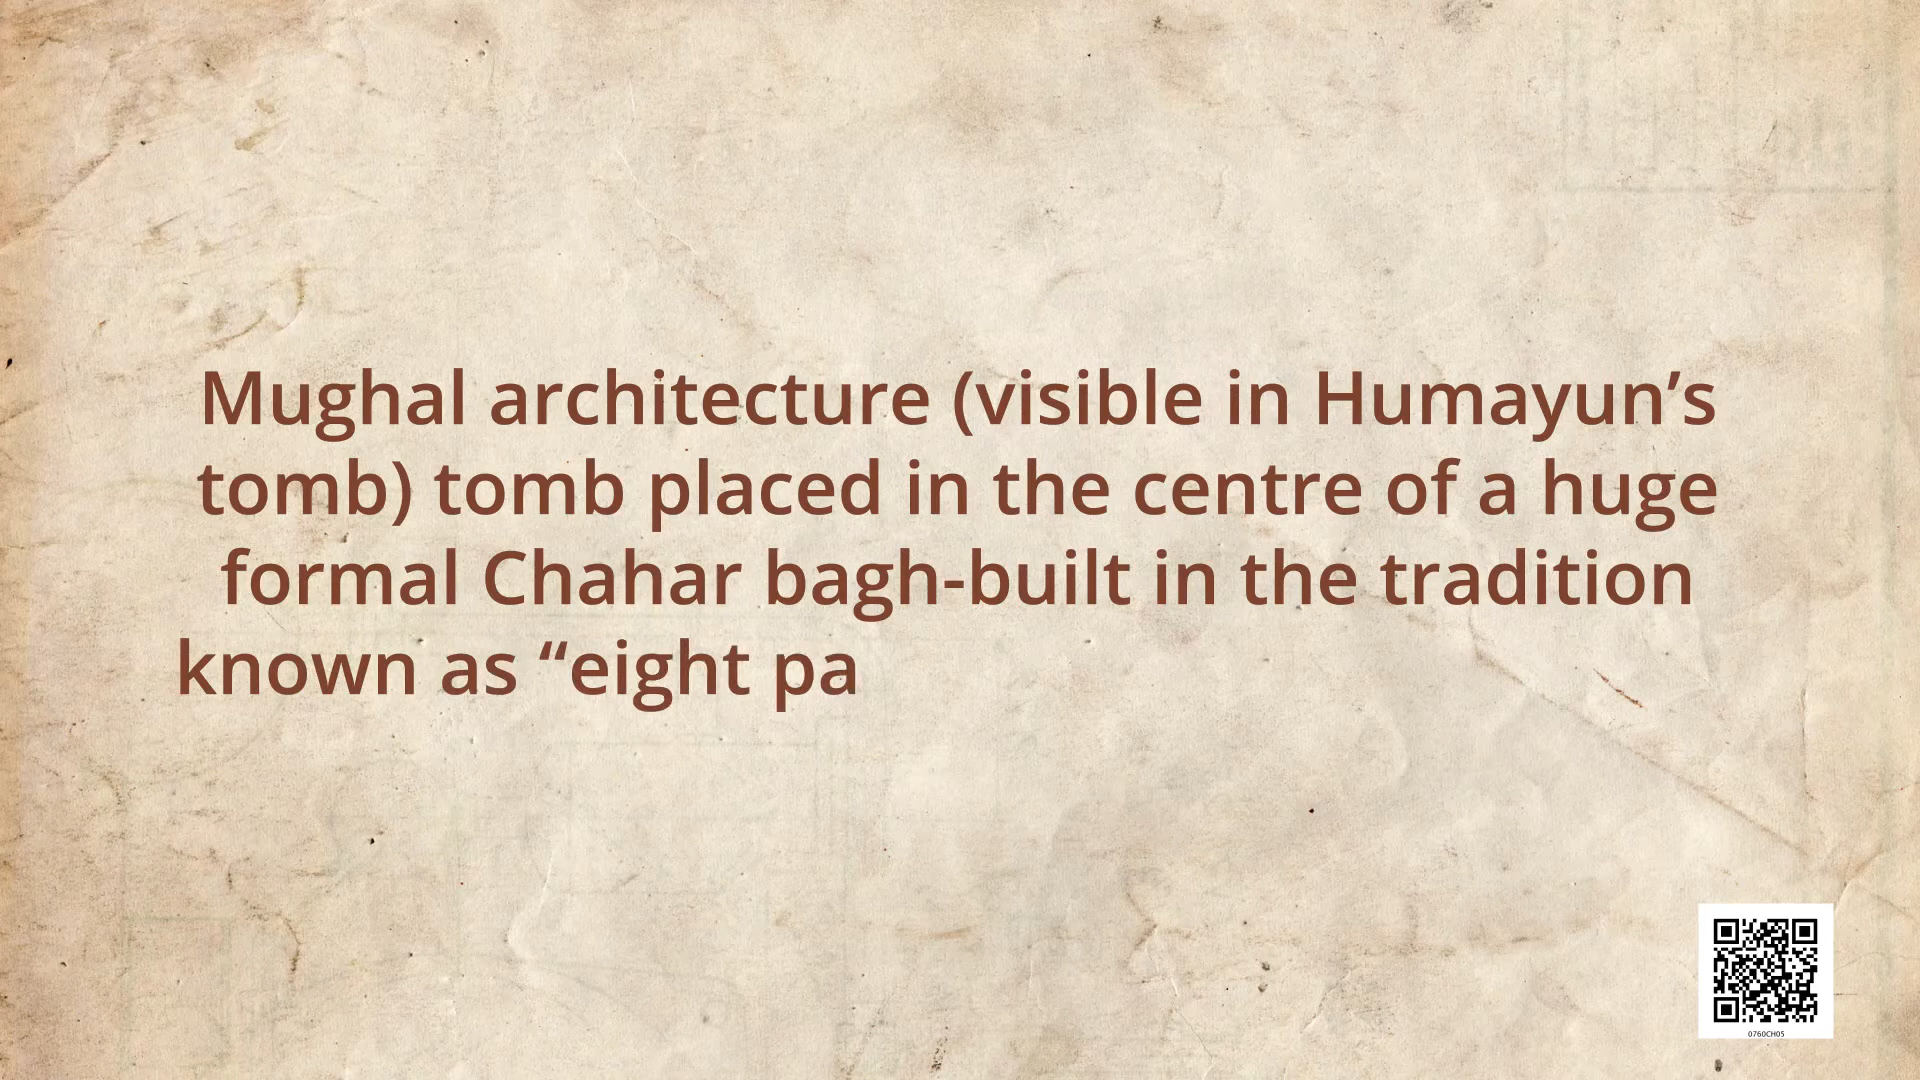 Mughal architecture (visible in Humayun’s
tomb) tomb placed in the centre of a huge
formal Chahar bagh-built in the tradition
known as “eight pa
0760CH05